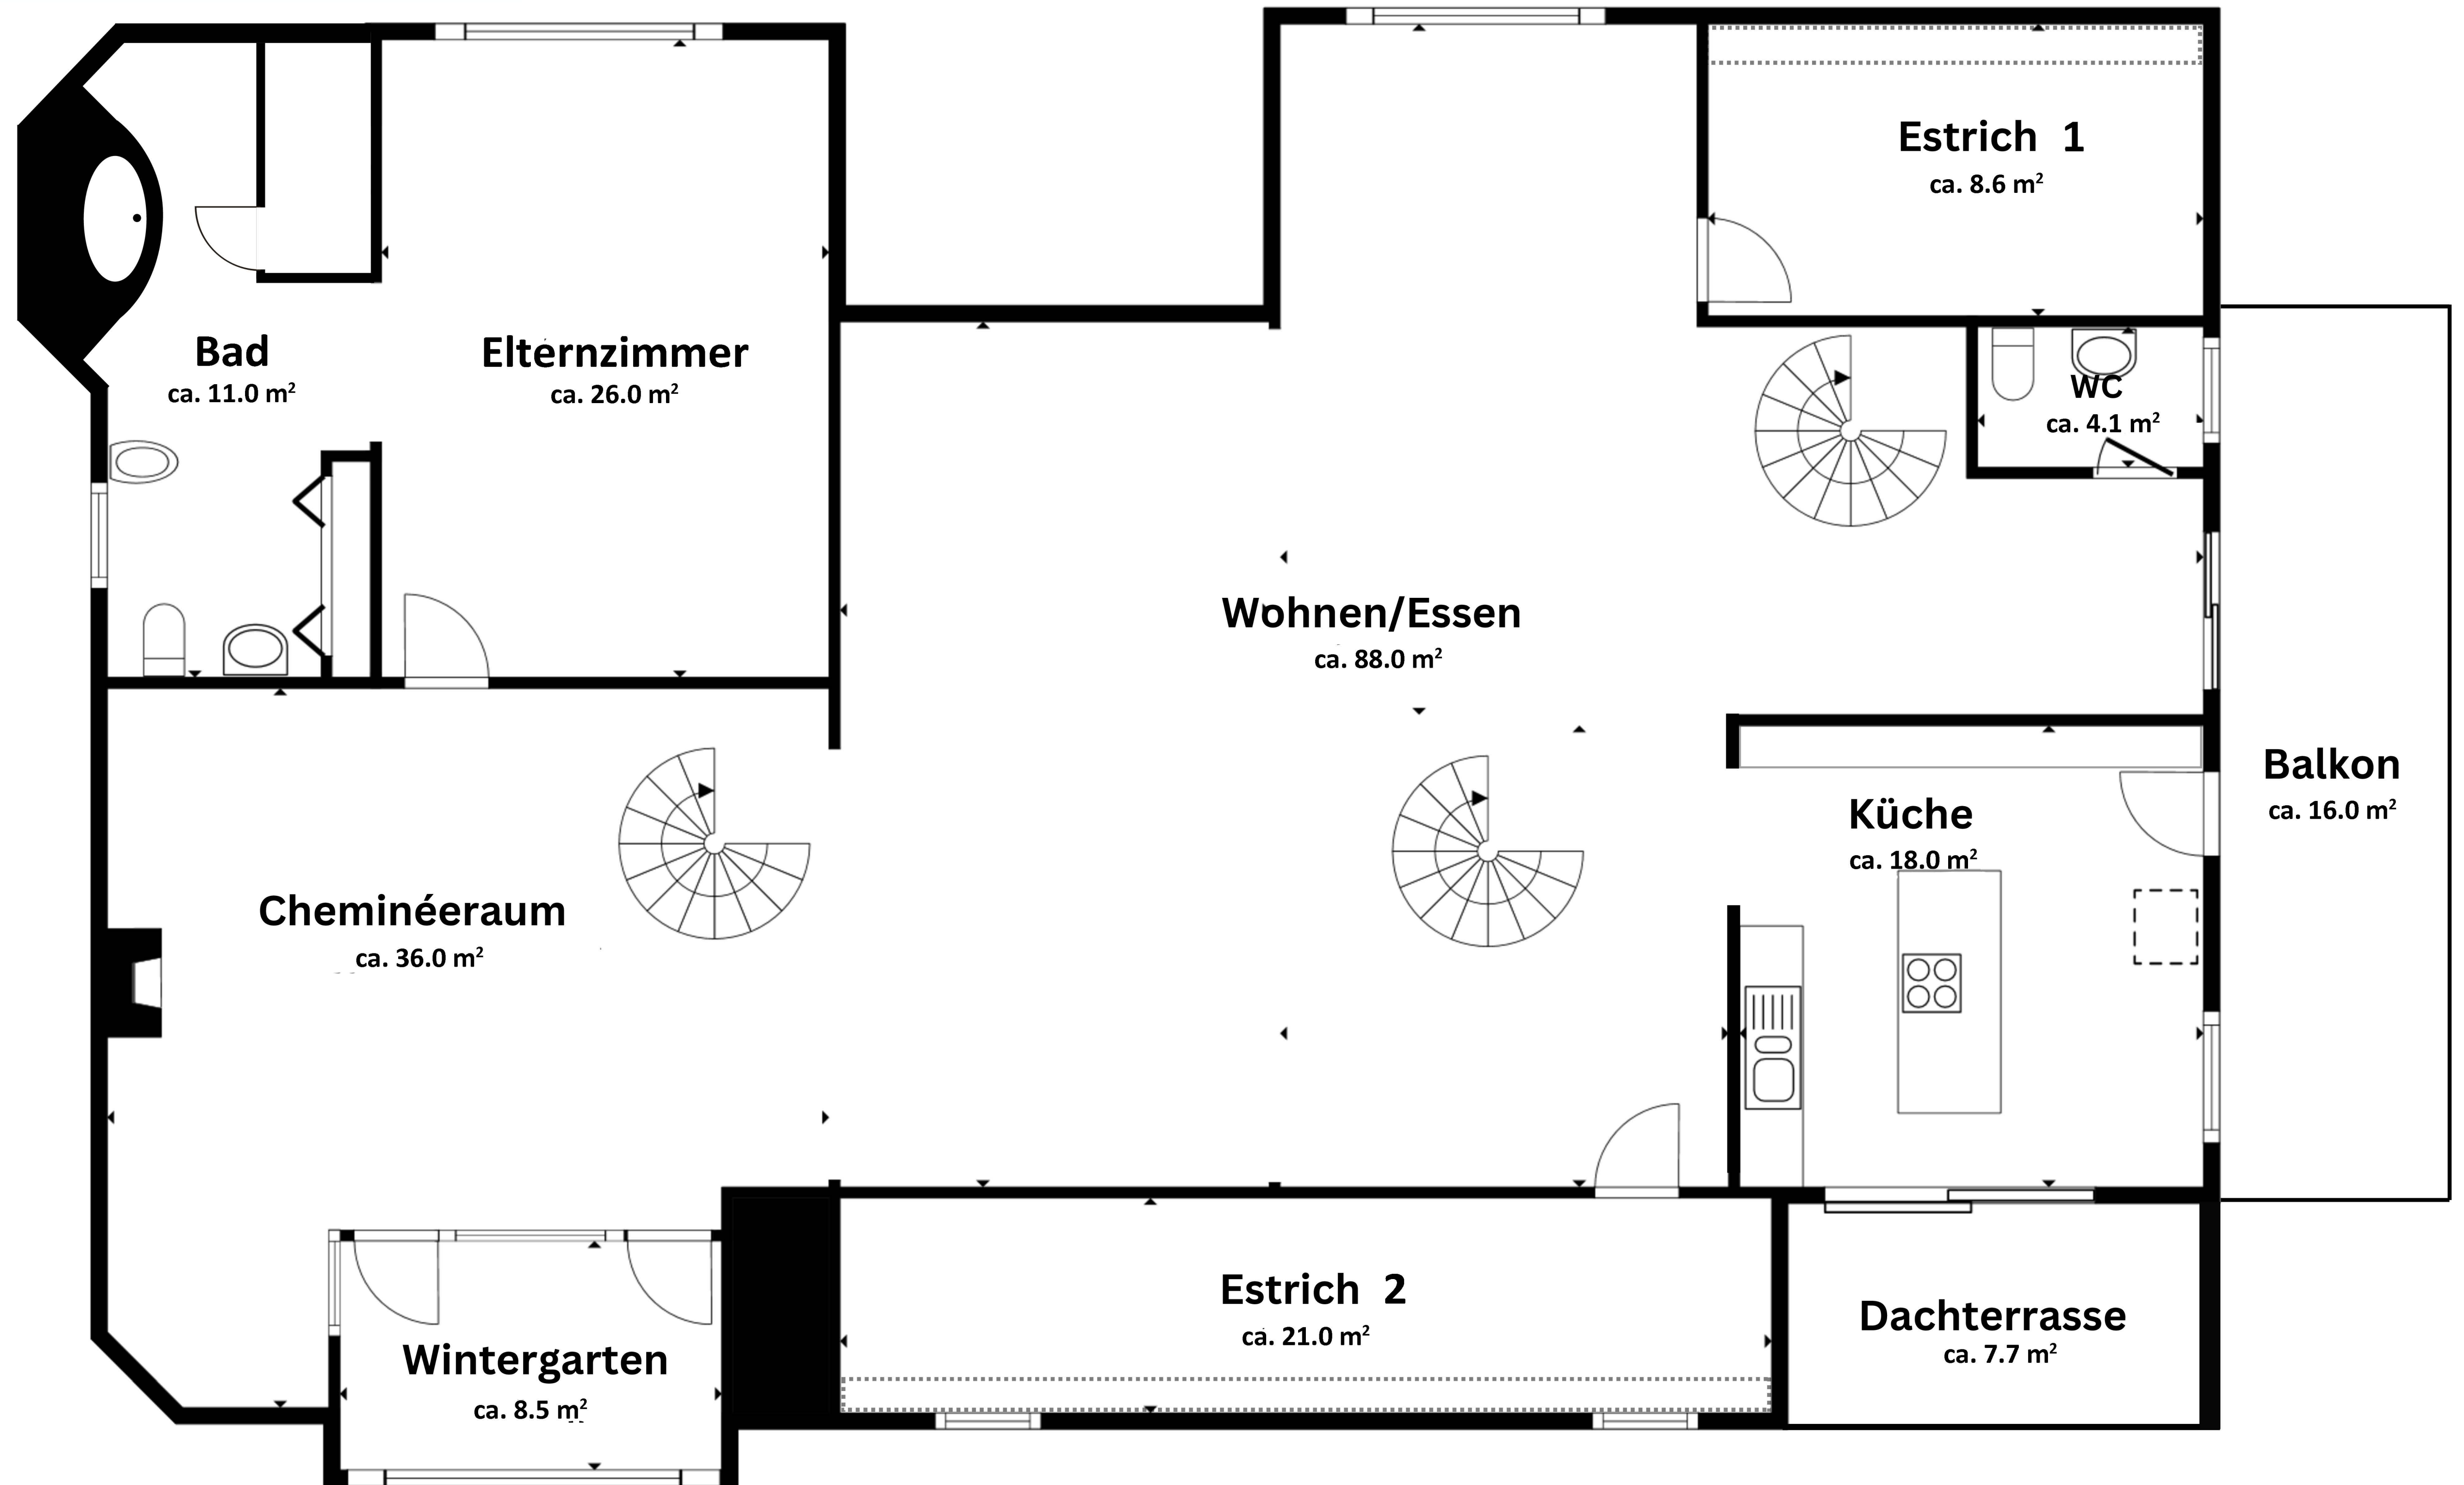 Estrich 1
ca. 8.6 m²
Bad
ca. 11.0 m²
Elternzimmer
ca. 26.0 m²
WC
ca. 4.1 m²
Wohnen/Essen
ca. 88.0 m²
Balkon
ca. 16.0 m²
Küche
ca. 18.0 m²
Cheminéeraum
ca. 36.0 m²
Estrich 2
ca. 21.0 m²
Dachterrasse
ca. 7.7 m²
Wintergarten
ca. 8.5 m²